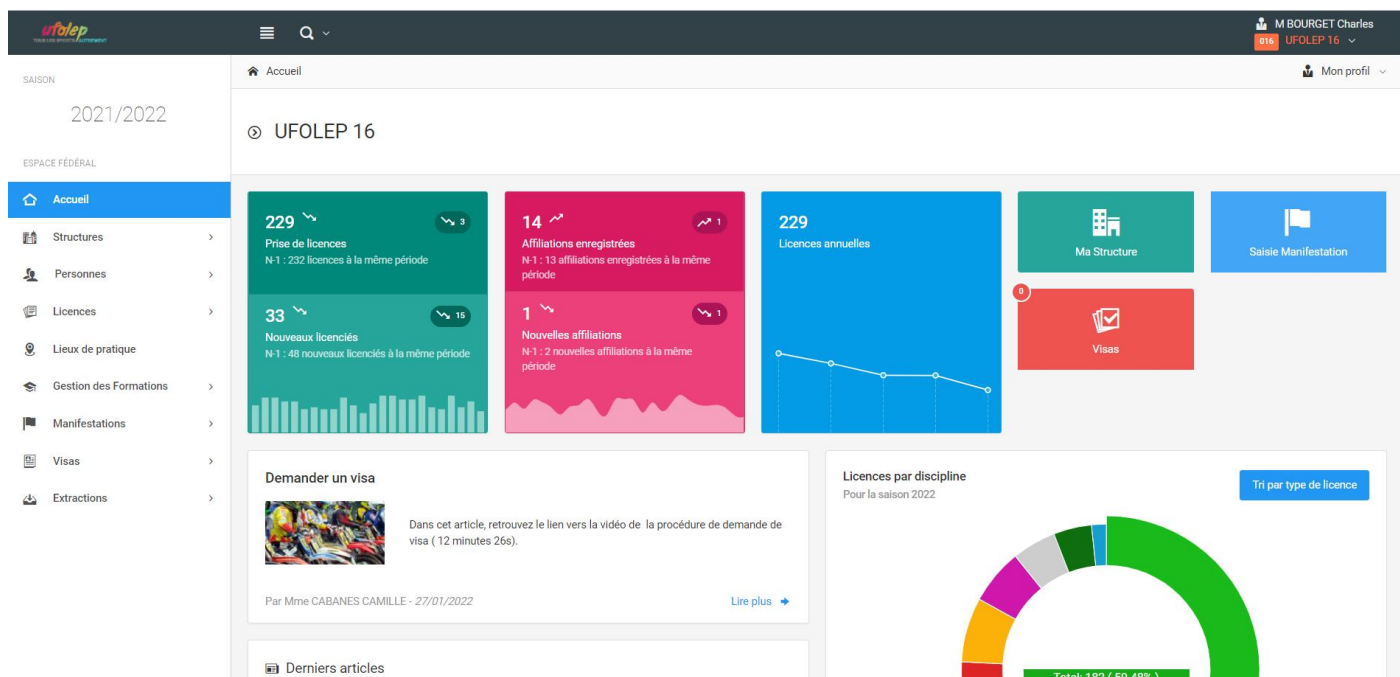 ufolep
M BOURGET Charles
016 UFOLEP 16
SAISON
2021/2022
ESPACE FÉDÉRAL
Accueil
Structures
Personnes
Licences
Lieux de pratique
Gestion des Formations
Manifestations
Visas
Extractions
Accueil
Mon profil
UFOLEP 16
229
3
Prise de licences
N-1 : 232 licences à la même période
33
15
Nouveaux licenciés
N-1 : 48 nouveaux licenciés à la même période
14
1
Affiliations enregistrées
N-1 : 13 affiliations enregistrées à la même
période
1
1
Nouvelles affiliations
N-1 : 2 nouvelles affiliations à la même
période
229
Licences annuelles
Ma Structure
Saisie Manifestation
0
Visas
Demander un visa
Dans cet article, retrouvez le lien vers la vidéo de la procédure de demande de
visa ( 12 minutes 26s).
Par Mme CABANES CAMILLE - 27/01/2022
Lire plus
Derniers articles
Licences par discipline
Pour la saison 2022
Tri par type de licence